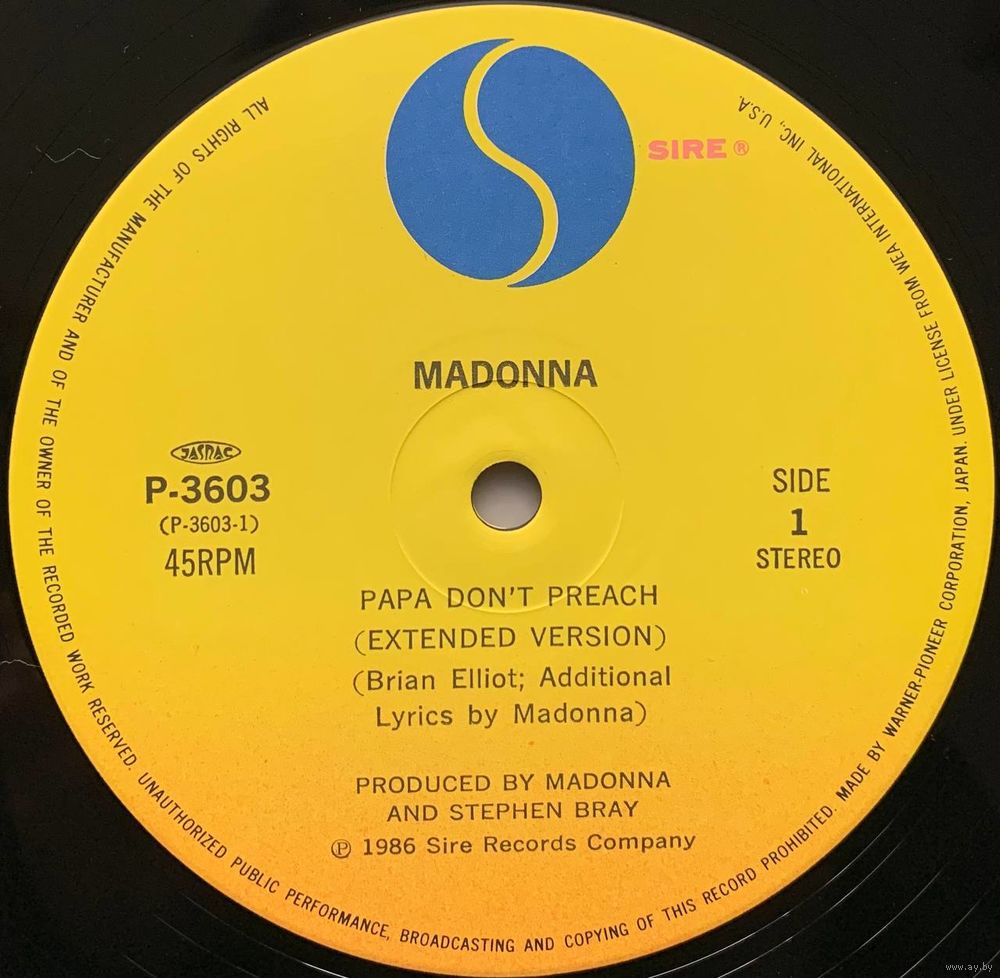 SIRE ®
MADONNA
JASRAC
P-3603
(P-3603-1)
45RPM
SIDE
1
STEREO
PAPA DON'T PREACH
(EXTENDED VERSION)
(Brian Elliot; Additional
Lyrics by Madonna)
PRODUCED BY MADONNA
AND STEPHEN BRAY
℗ 1986 Sire Records Company
ALL RIGHTS OF THE MANUFACTURER AND OF THE OWNER OF THE RECORDED WORK RESERVED. UNAUTHORIZED PUBLIC PERFORMANCE, BROADCASTING AND COPYING OF THIS RECORD PROHIBITED. MADE BY WARNER-PIONEER CORPORATION, JAPAN. UNDER LICENSE FROM WEA INTERNATIONAL INC., U.S.A.
www.ay.by